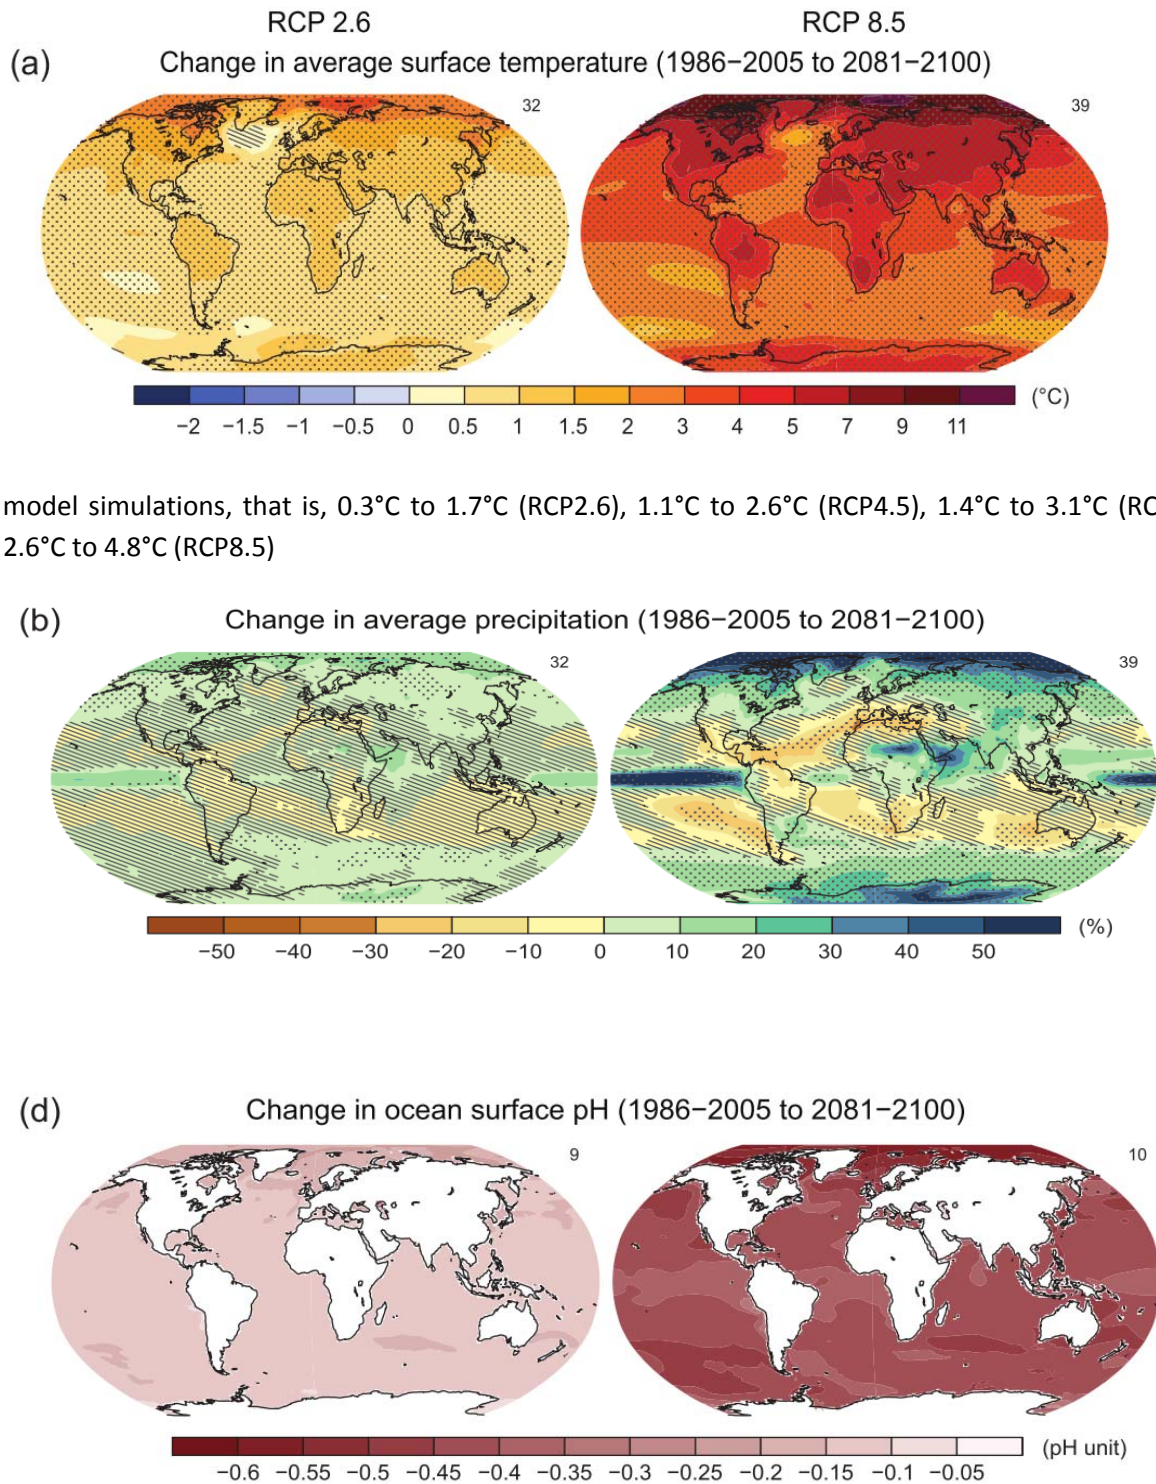 RCP 2.6 RCP 8.5
(a) Change in average surface temperature (1986−2005 to 2081−2100)
32 39
−2 −1.5 −1 −0.5 0 0.5 1 1.5 2 3 4 5 7 9 11 (°C)
model simulations, that is, 0.3°C to 1.7°C (RCP2.6), 1.1°C to 2.6°C (RCP4.5), 1.4°C to 3.1°C (RC
2.6°C to 4.8°C (RCP8.5)
(b) Change in average precipitation (1986−2005 to 2081−2100)
32 39
−50 −40 −30 −20 −10 0 10 20 30 40 50 (%)
(d) Change in ocean surface pH (1986−2005 to 2081−2100)
9 10
−0.6 −0.55 −0.5 −0.45 −0.4 −0.35 −0.3 −0.25 −0.2 −0.15 −0.1 −0.05 (pH unit)